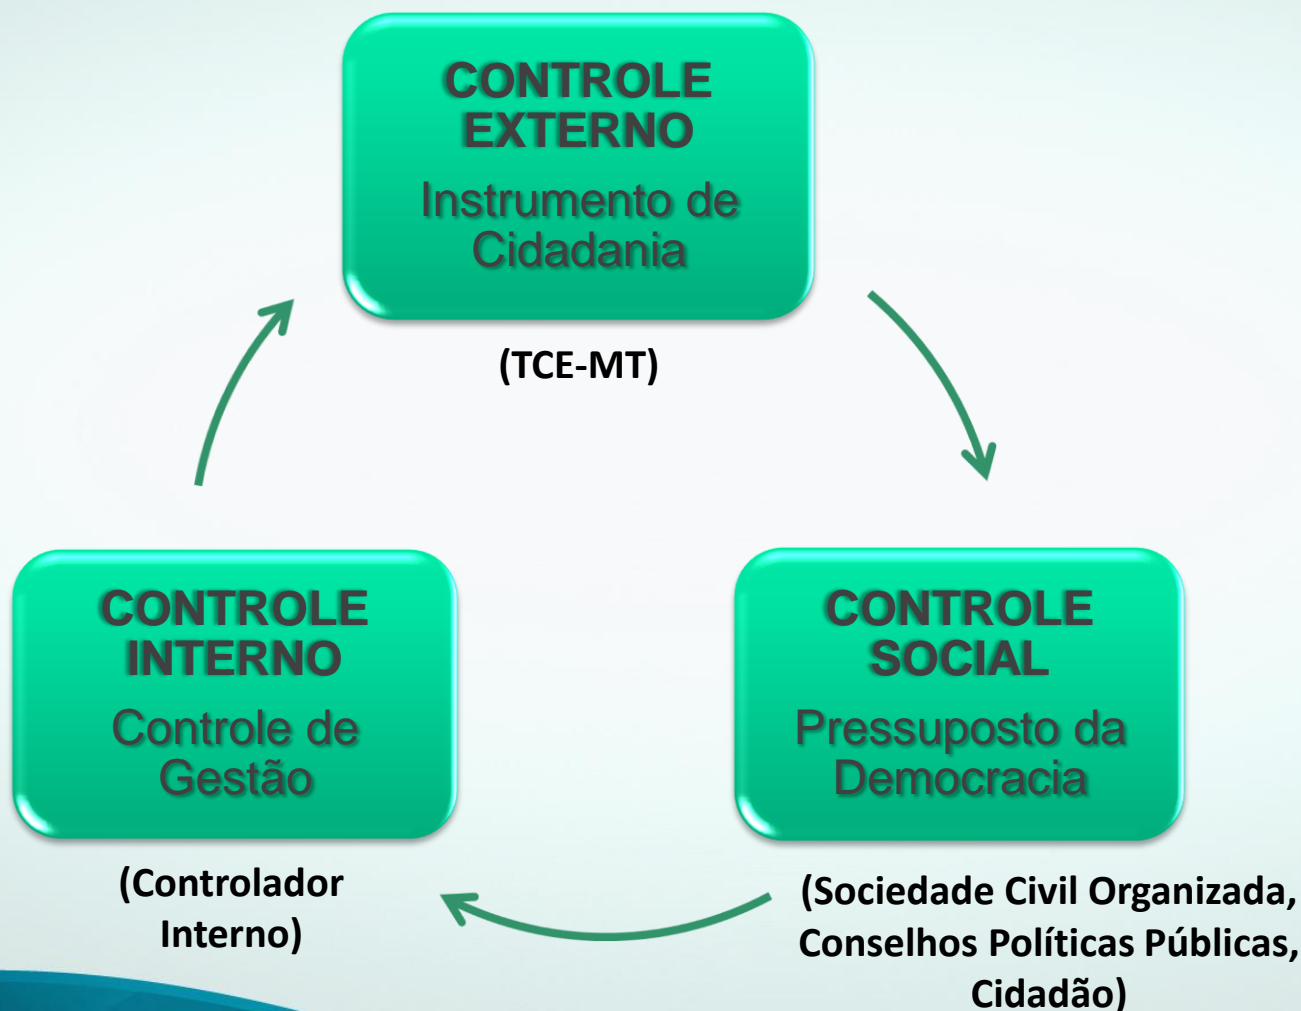 CONTROLE
EXTERNO
Instrumento de
Cidadania
(TCE-MT)
CONTROLE
INTERNO
Controle de
Gestão
(Controlador
Interno)
CONTROLE
SOCIAL
Pressuposto da
Democracia
(Sociedade Civil Organizada,
Conselhos Políticas Públicas,
Cidadão)